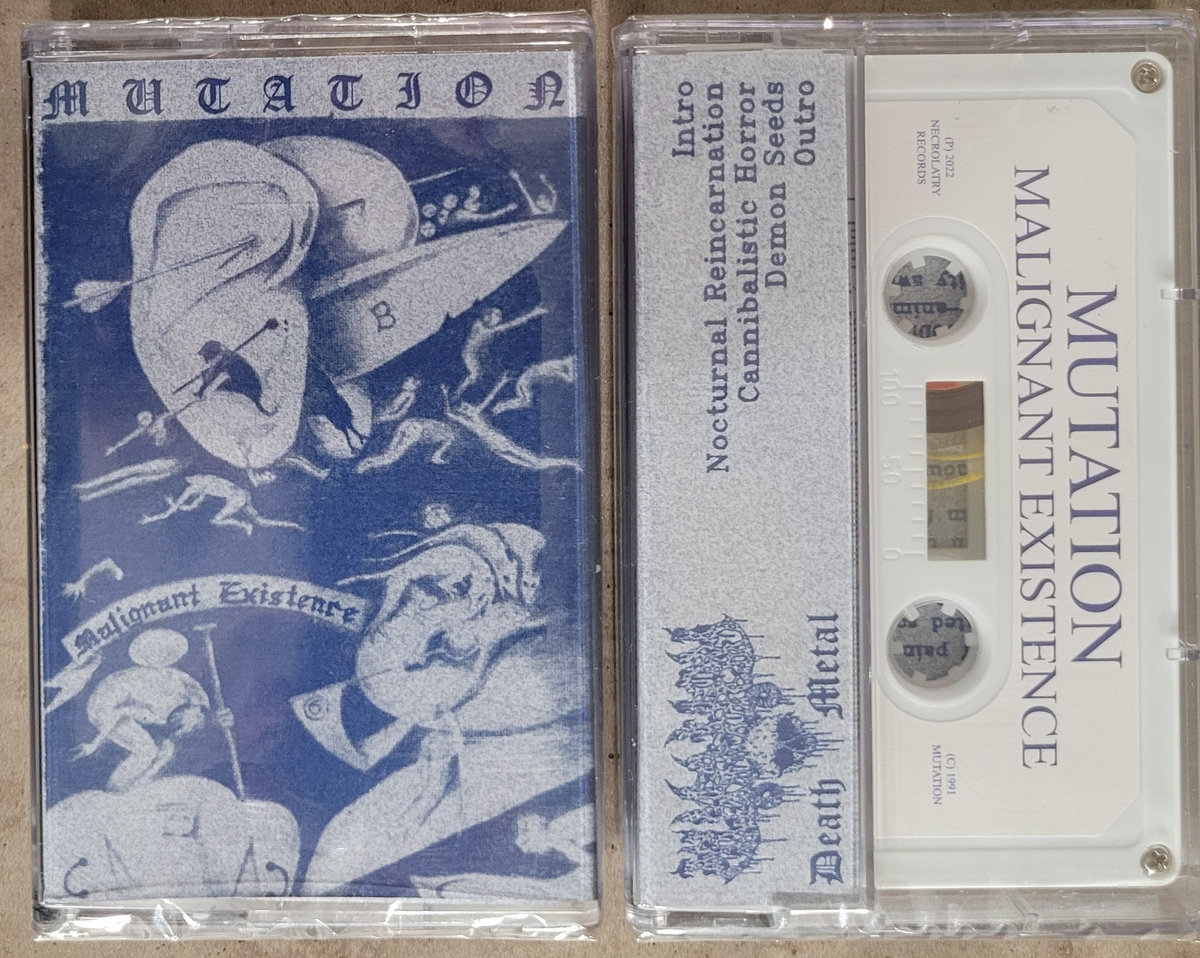 MUTATION
B
Malignant Existence
Intro
Nocturnal Reincarnation
Cannibalistic Horror
Demon Seeds
Outro
Death Metal
(P) 2022
NECROLATRY
RECORDS
MUTATION
MALIGNANT EXISTENCE
100 50 0
pain
(C) 1991
MUTATION